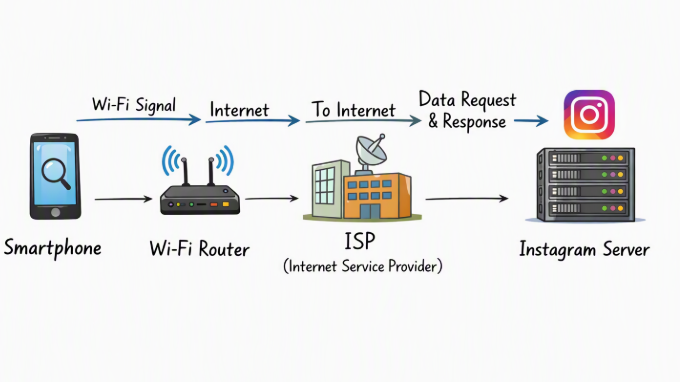 Wi-Fi Signal
Internet
To Internet
Data Request
& Response
Smartphone
Wi-Fi Router
ISP
(Internet Service Provider)
Instagram Server